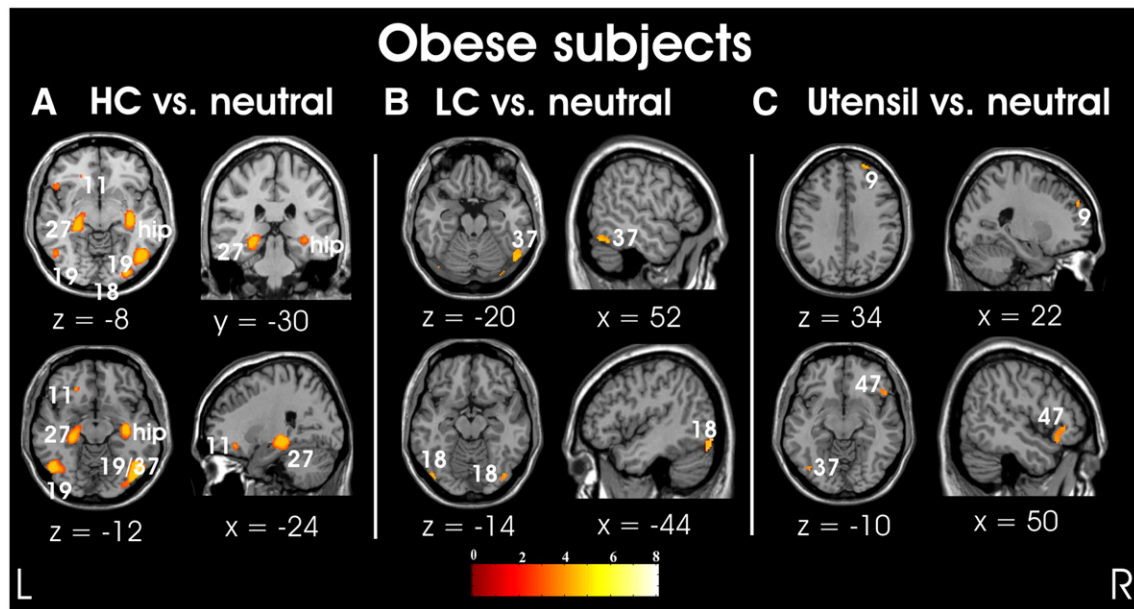 Obese subjects
A HC vs. neutral
B LC vs. neutral
C Utensil vs. neutral
11
27
hip
19
19
18
z = -8
27
hip
y = -30
37
z = -20
37
x = 52
9
z = 34
9
x = 22
11
27
hip
19/37
19
z = -12
11
27
x = -24
18
18
z = -14
18
x = -44
47
37
z = -10
47
x = 50
0 2 4 6 8
L
R